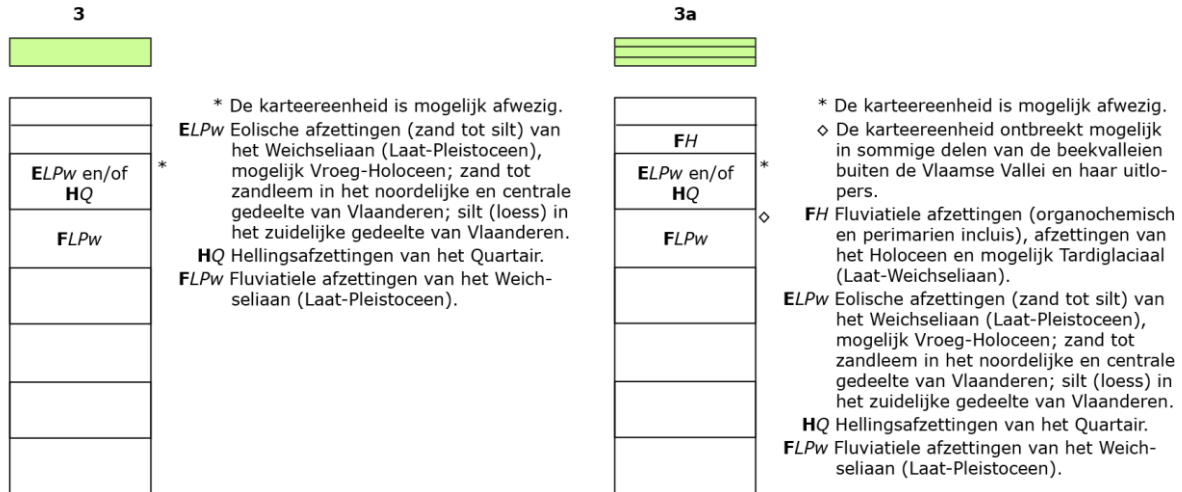 3
* De karteereenheid is mogelijk afwezig.
ELPw Eolische afzettingen (zand tot silt) van
het Weichseliaan (Laat-Pleistoceen),
mogelijk Vroeg-Holoceen; zand tot
zandleem in het noordelijke en centrale
gedeelte van Vlaanderen; silt (loess) in
het zuidelijke gedeelte van Vlaanderen.
HQ Hellingsafzettingen van het Quartair.
FLPw Fluviatiele afzettingen van het Weich-
seliaan (Laat-Pleistoceen).
ELPw en/of *
HQ
FLPw
3a
* De karteereenheid is mogelijk afwezig.
◇ De karteereenheid ontbreekt mogelijk
in sommige delen van de beekvalleien
buiten de Vlaamse Vallei en haar uitlo-
pers.
FH Fluviatiele afzettingen (organochemisch
en perimarien incluis), afzettingen van
het Holoceen en mogelijk Tardiglaciaal
(Laat-Weichseliaan).
ELPw Eolische afzettingen (zand tot silt) van
het Weichseliaan (Laat-Pleistoceen),
mogelijk Vroeg-Holoceen; zand tot
zandleem in het noordelijke en centrale
gedeelte van Vlaanderen; silt (loess) in
het zuidelijke gedeelte van Vlaanderen.
HQ Hellingsafzettingen van het Quartair.
FLPw Fluviatiele afzettingen van het Weich-
seliaan (Laat-Pleistoceen).
FH
ELPw en/of *
HQ
◇
FLPw